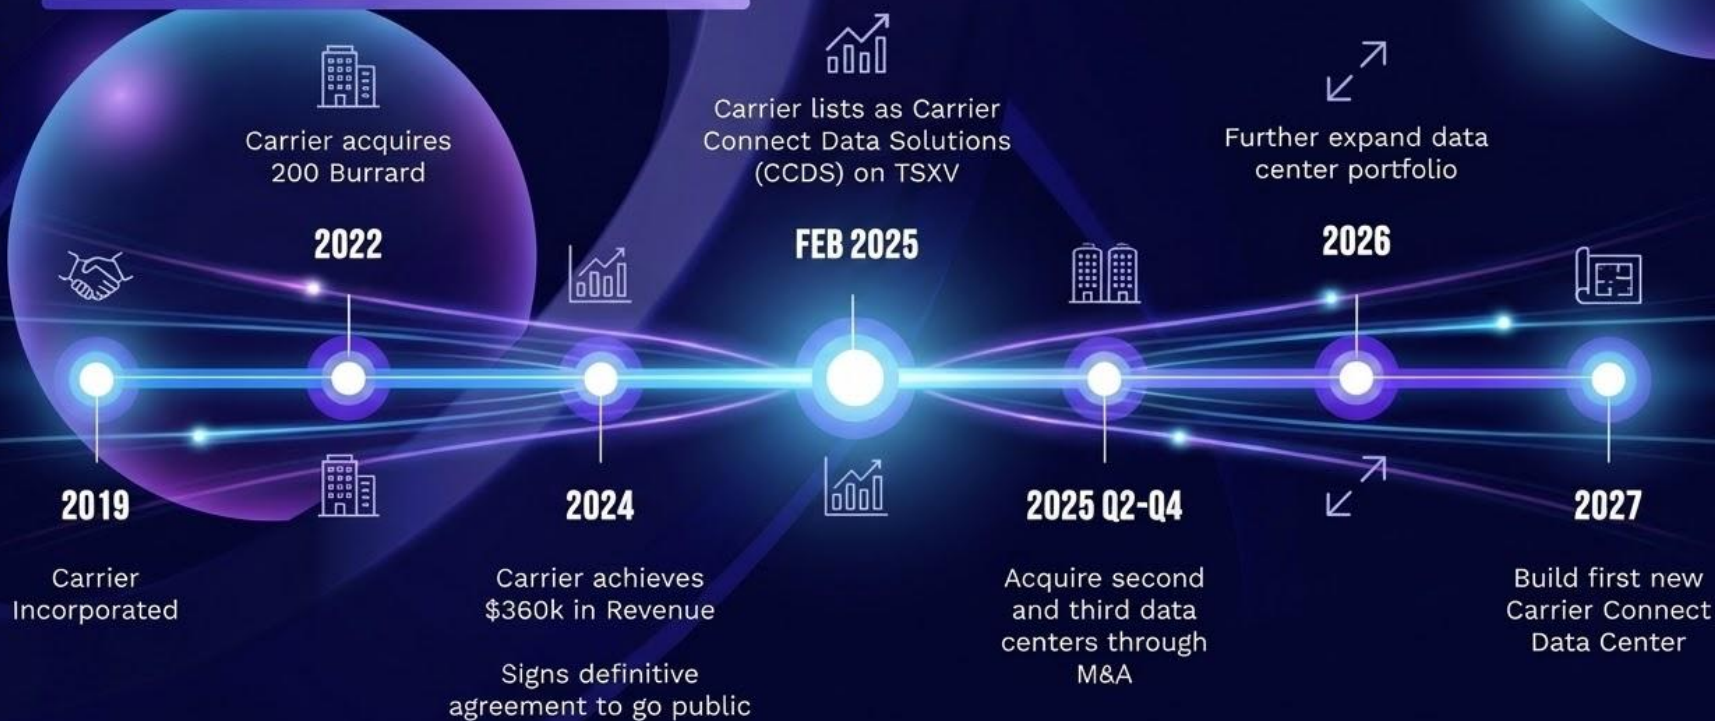 2019
Carrier
Incorporated
Carrier acquires
200 Burrard
2022
2024
Carrier achieves
$360k in Revenue
Signs definitive
agreement to go public
Carrier lists as Carrier
Connect Data Solutions
(CCDS) on TSXV
FEB 2025
2025 Q2-Q4
Acquire second
and third data
centers through
M&A
Further expand data
center portfolio
2026
2027
Build first new
Carrier Connect
Data Center